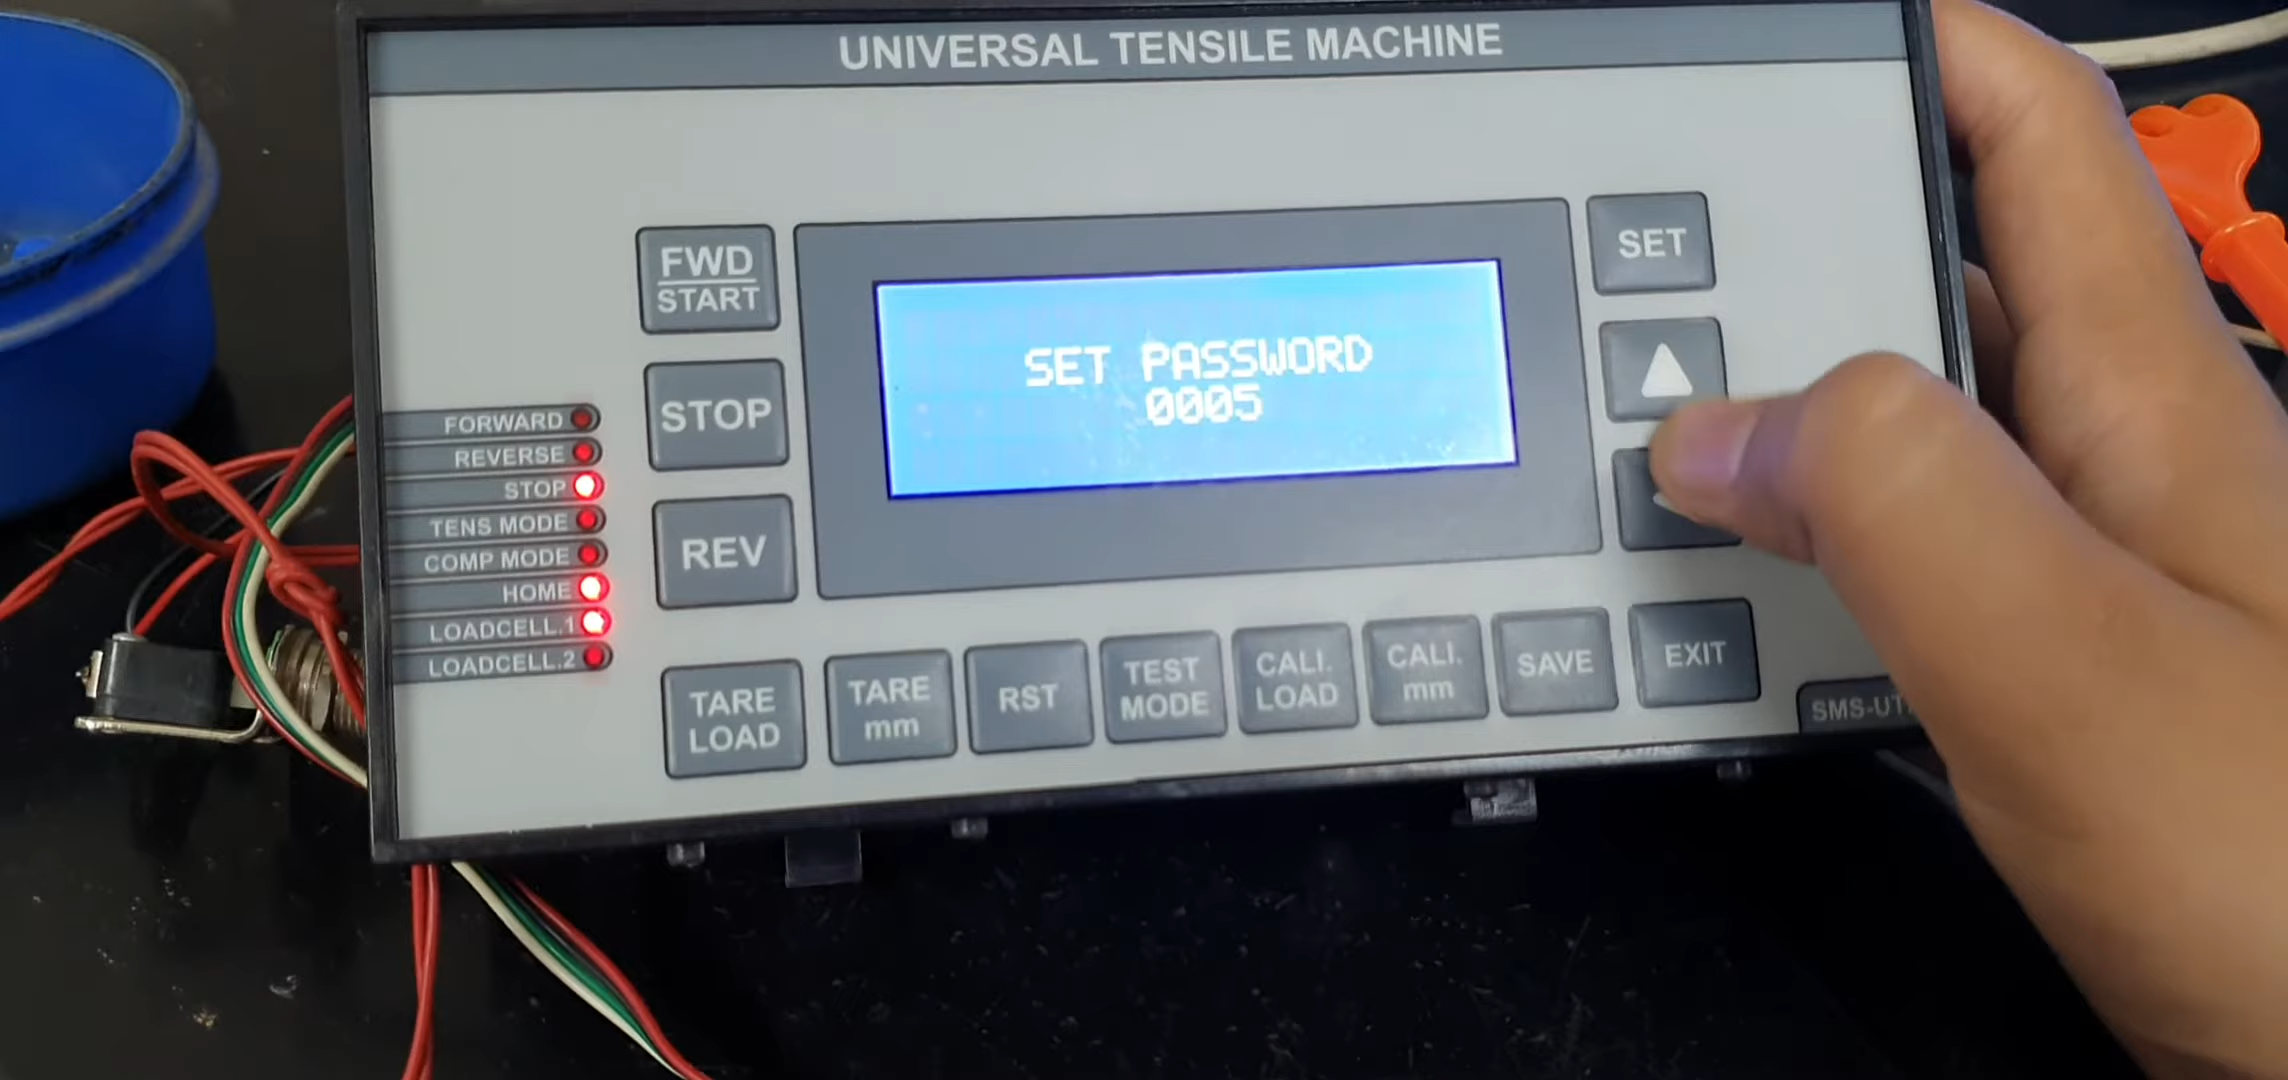 UNIVERSAL TENSILE MACHINE
FWD
START
STOP
REV
SET PASSWORD
0005
SET
FORWARD
REVERSE
STOP
TENS MODE
COMP MODE
HOME
LOADCELL.1
LOADCELL.2
TARE
LOAD
TARE
mm
RST
TEST
MODE
CALI.
LOAD
CALI.
mm
SAVE
EXIT